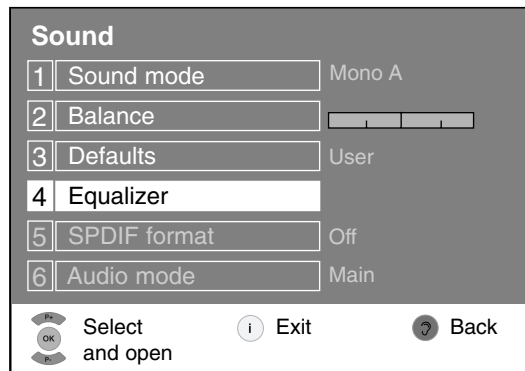 Sound
1 Sound mode Mono A
2 Balance
3 Defaults User
4 Equalizer
5 SPDIF format Off
6 Audio mode Main
P+
OK
P-
Select
and open
i Exit
Back